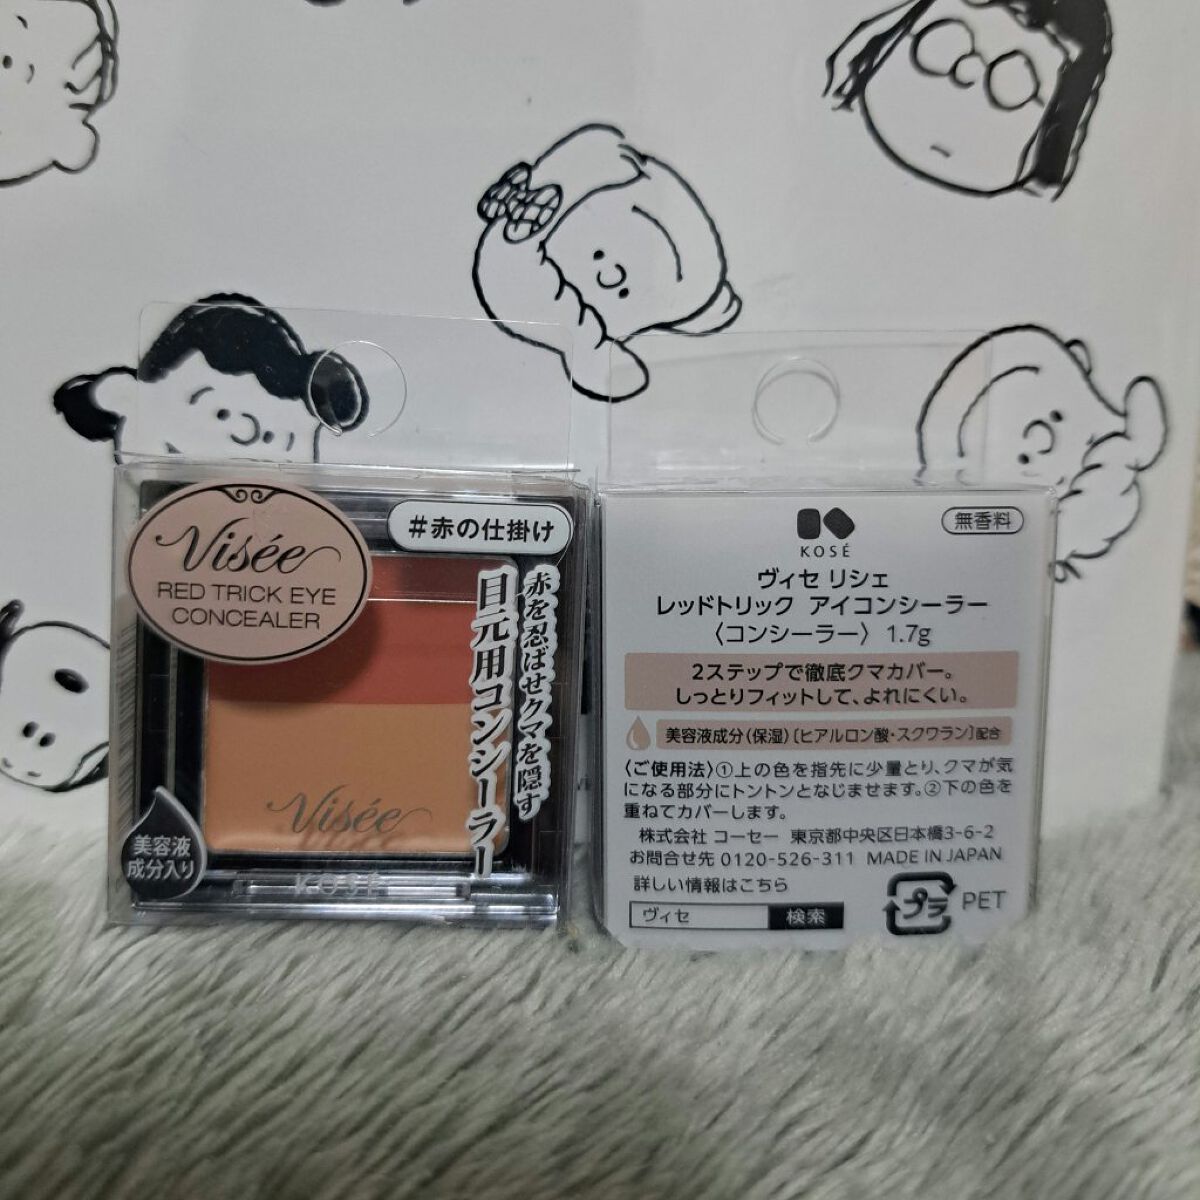 Visée
RED TRICK EYE
CONCEALER
#赤の仕掛け
赤を忍ばせクマを隠す
目元用コンシーラー
Visée
美容液
成分入り
KOSÉ
KOSÉ
無香料
ヴィセ リシェ
レッドトリック アイコンシーラー
〈コンシーラー〉 1.7g
2ステップで徹底クマカバー。
しっとりフィットして、よれにくい。
美容液成分(保湿)〔ヒアルロン酸・スクワラン〕配合
〈ご使用法〉①上の色を指先に少量とり、クマが気
になる部分にトントンとなじませます。②下の色を
重ねてカバーします。
株式会社 コーセー 東京都中央区日本橋3-6-2
お問合せ先 0120-526-311 MADE IN JAPAN
詳しい情報はこちら
ヴィセ 検索
プラ PET